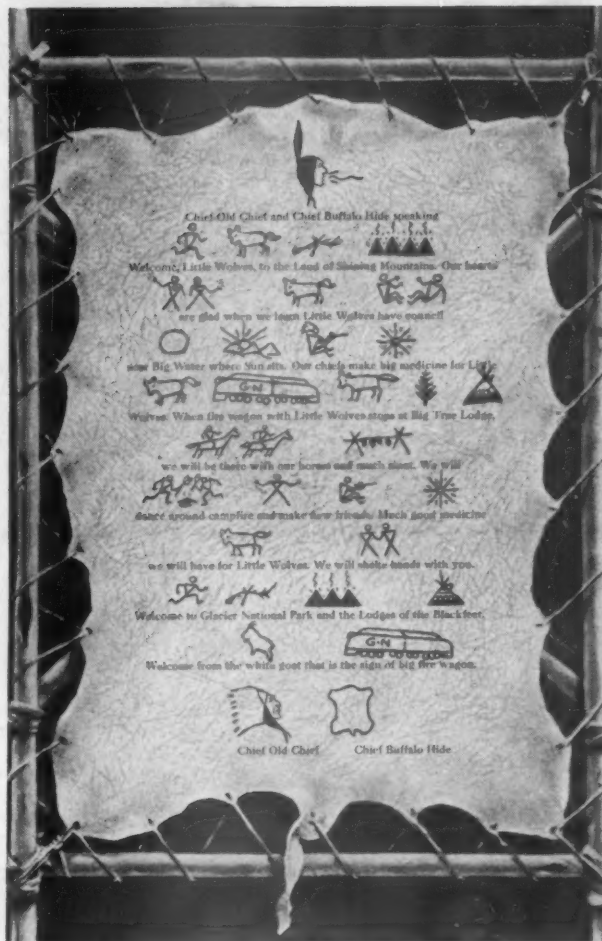 Chief Old Chief and Chief Buffalo Hide speaking
Welcome, Little Wolves, to the Land of Shining Mountains. Our hearts
are glad when we learn Little Wolves have council
near Big Water where Sun sits. Our chiefs make big medicine for Little
G-N
Wolves. When fire wagon with Little Wolves stops at Big Tree Lodge,
we will be there with our horses and much meat. We will
dance around campfire and make new friends. Much good medicine
we will have for Little Wolves. We will shake hands with you.
Welcome to Glacier National Park and the Lodges of the Blackfeet.
G-N
Welcome from the white goat that is the sign of big fire wagon.
Chief Old Chief Chief Buffalo Hide